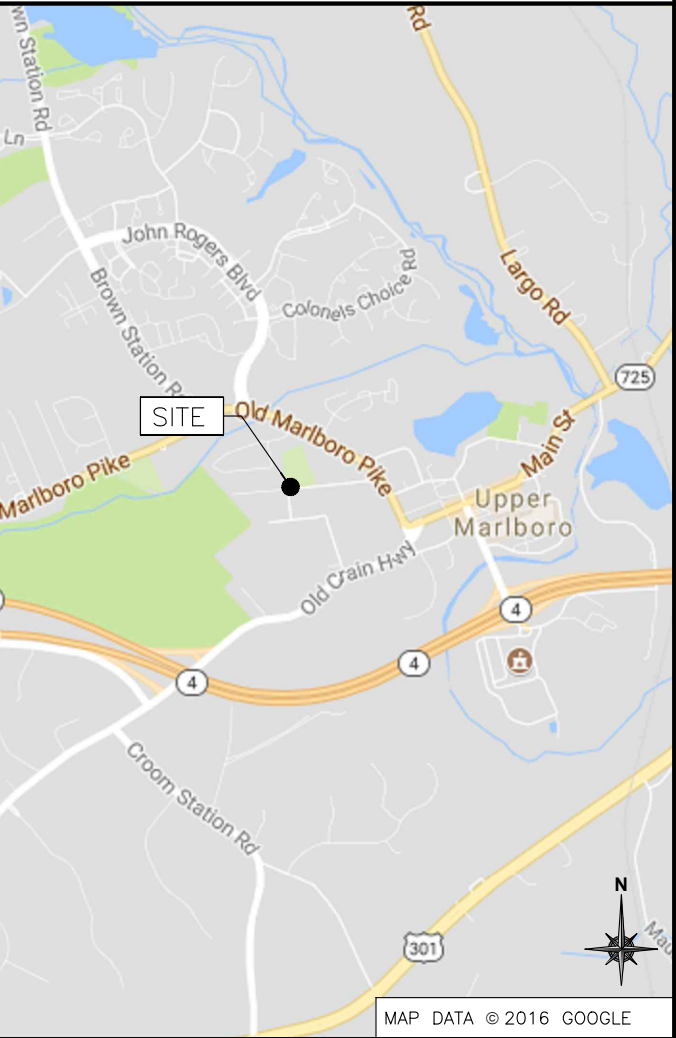 Rd
wn Station Rd
Ln
John Rogers Blvd
Colonels Choice Rd
Largo Rd
Brown Station R
725
SITE
Old Marlboro Pike
Main St
Marlboro Pike
Upper
Marlboro
Old Crain Hwy
4
4
4
Croom Station Rd
N
301
MAP DATA © 2016 GOOGLE